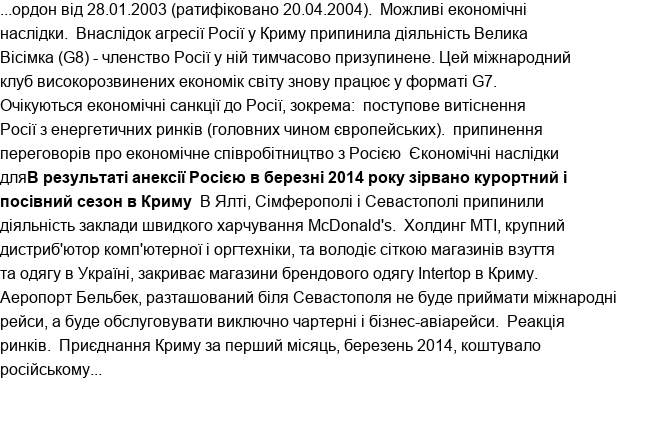 ...ордон від 28.01.2003 (ратифіковано 20.04.2004).  Можливі економічні
наслідки.  Внаслідок агресії Росії у Криму припинила діяльність Велика
Вісімка (G8) - членство Росії у ній тимчасово призупинене. Цей міжнародний
клуб високорозвинених економік світу знову працює у форматі G7.
Очікуються економічні санкції до Росії, зокрема:  поступове витіснення
Росії з енергетичних ринків (головних чином європейських).  припинення
переговорів про економічне співробітництво з Росією  Єкономічні наслідки
дляВ результаті анексії Росією в березні 2014 року зірвано курортний і
посівний сезон в Криму  В Ялті, Сімферополі і Севастополі припинили
діяльність заклади швидкого харчування McDonald's.  Холдинг МТІ, крупний
дистриб'ютор комп'ютерної і оргтехніки, та володіє сіткою магазинів взуття
та одягу в Україні, закриває магазини брендового одягу Intertop в Криму.
Аеропорт Бельбек, разташований біля Севастополя не буде приймати міжнародні
рейси, а буде обслуговувати виключно чартерні і бізнес-авіарейси.  Реакція
ринків.  Приєднання Криму за перший місяць, березень 2014, коштувало
російському...